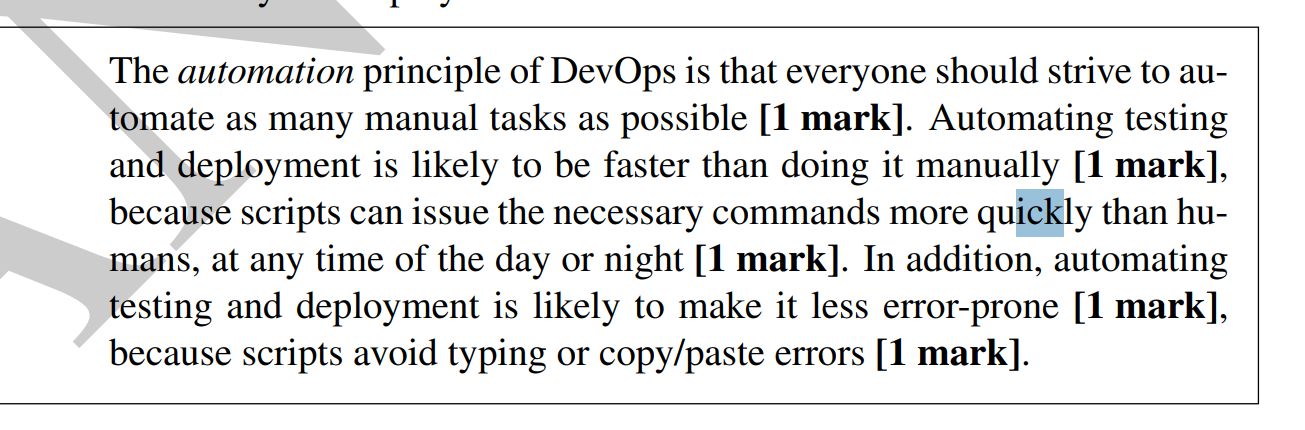 The automation principle of DevOps is that everyone should strive to au-
tomate as many manual tasks as possible [1 mark]. Automating testing
and deployment is likely to be faster than doing it manually [1 mark],
because scripts can issue the necessary commands more quickly than hu-
mans, at any time of the day or night [1 mark]. In addition, automating
testing and deployment is likely to make it less error-prone [1 mark],
because scripts avoid typing or copy/paste errors [1 mark].